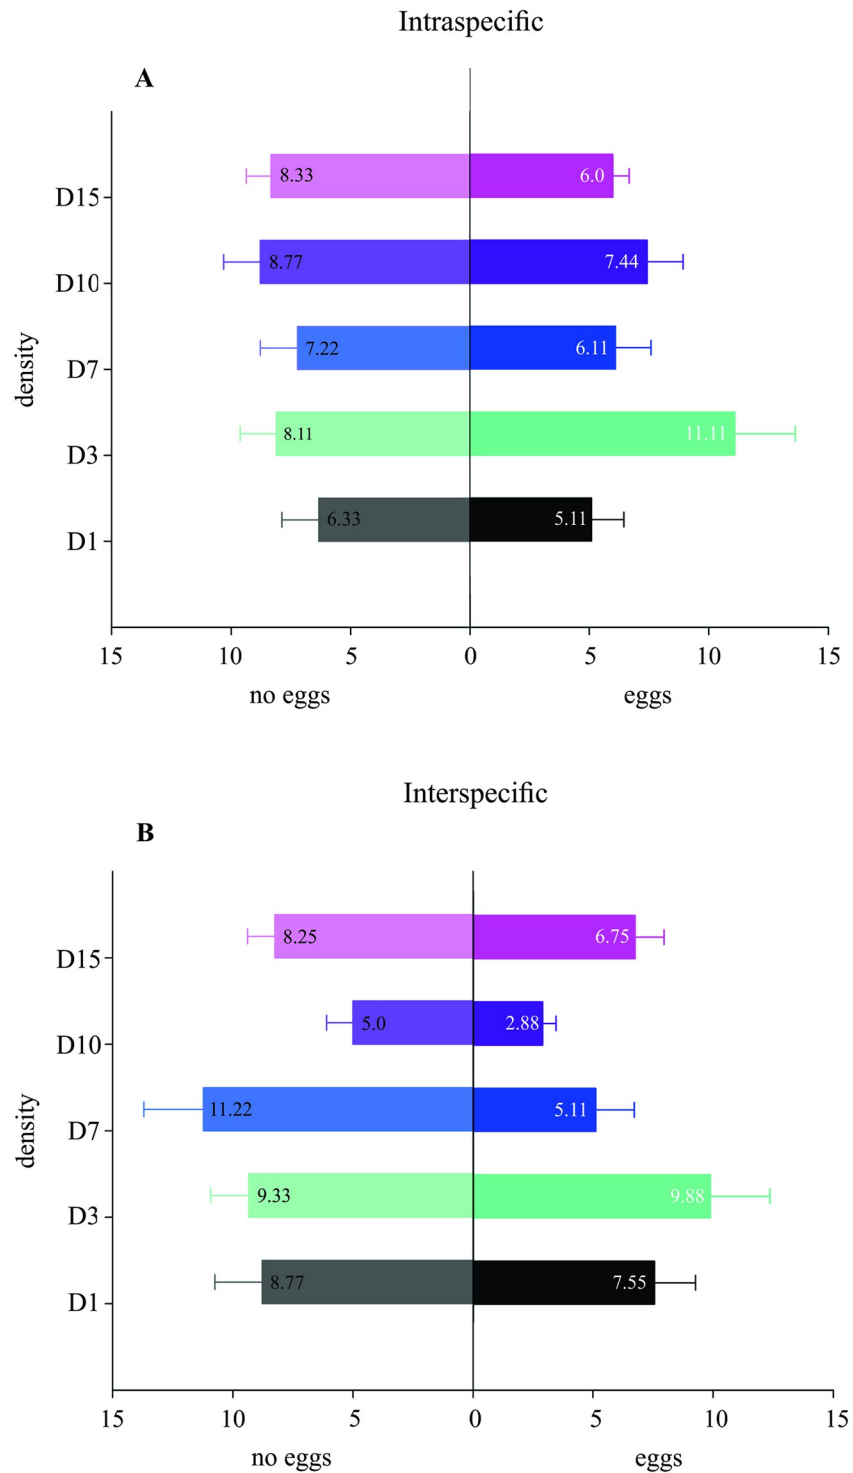 Intraspecific
A
D15
8.33
6.0
D10
8.77
7.44
D7
7.22
6.11
D3
8.11
11.11
D1
6.33
5.11
density
15 10 5 0 5 10 15
no eggs eggs
Interspecific
B
D15
8.25
6.75
D10
5.0
2.88
D7
11.22
5.11
D3
9.33
9.88
D1
8.77
7.55
density
15 10 5 0 5 10 15
no eggs eggs